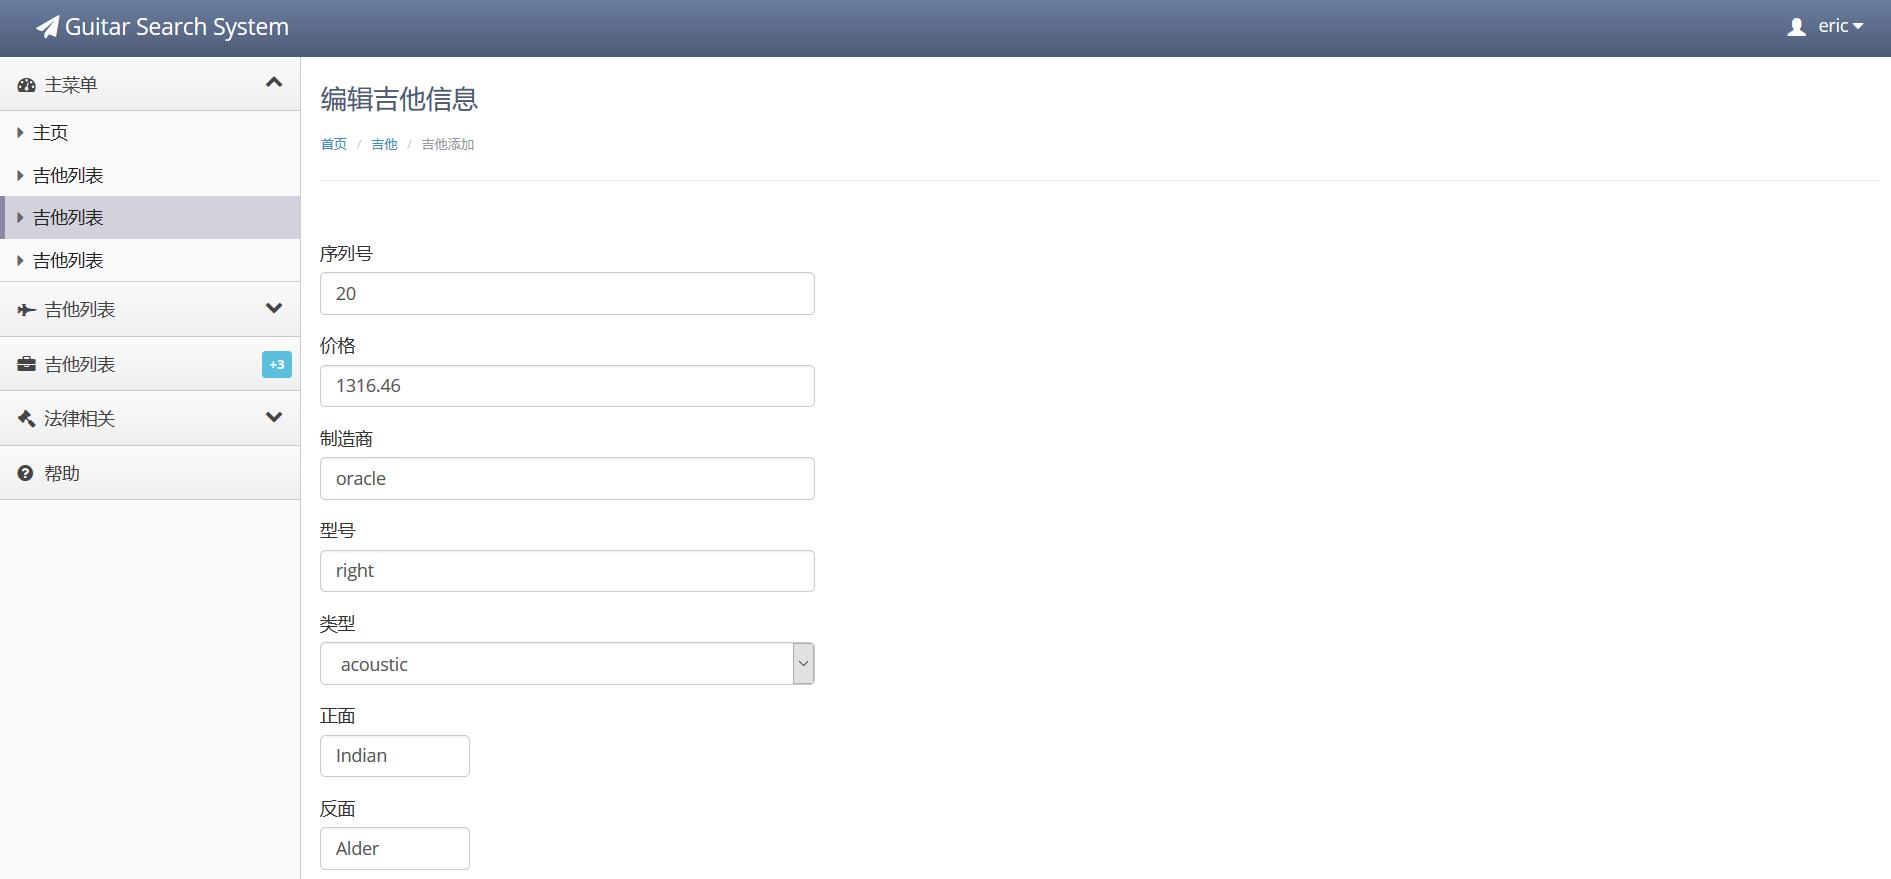 Guitar Search System
eric
主菜单
主页
吉他列表
吉他列表
吉他列表
吉他列表
吉他列表
+3
法律相关
帮助
编辑吉他信息
首页 / 吉他 / 吉他添加
序列号
20
价格
1316.46
制造商
oracle
型号
right
类型
acoustic
正面
Indian
反面
Alder